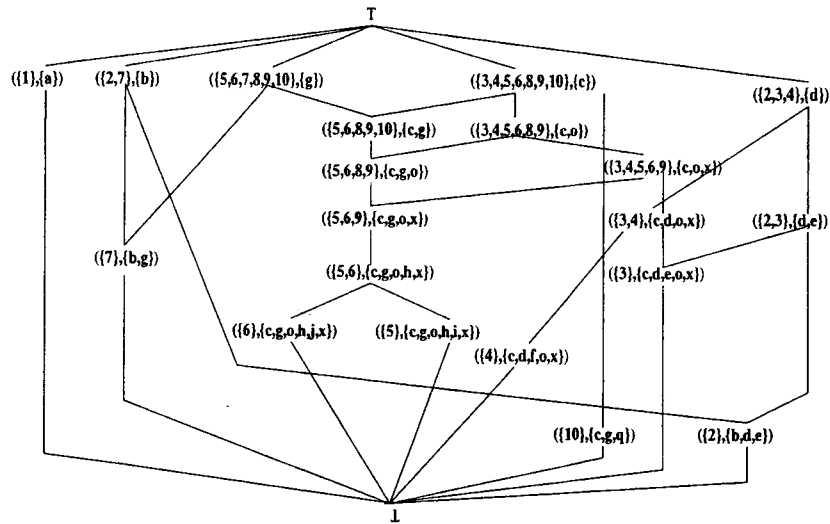 T
({1},{a}) ({2,7},{b}) ({5,6,7,8,9,10},{g}) ({3,4,5,6,8,9,10},{c})
({2,3,4},{d})
({5,6,8,9,10},{c,g}) ({3,4,5,6,8,9},{c,o})
({5,6,8,9},{c,g,o}) ({3,4,5,6,9},{c,o,x})
({5,6,9},{c,g,o,x}) ({3,4},{c,d,o,x}) ({2,3},{d,e})
({7},{b,g})
({5,6},{c,g,o,h,x}) ({3},{c,d,e,o,x})
({6},{c,g,o,h,j,x}) ({5},{c,g,o,h,i,x})
({4},{c,d,f,o,x})
({10},{c,g,q}) ({2},{b,d,e})
⊥